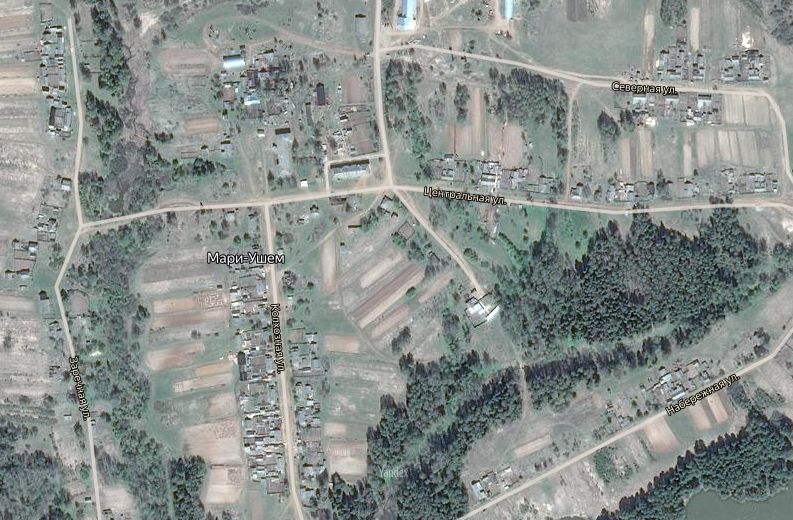 Северная ул.
Центральная ул.
Мари-Ушем
Колхозная ул.
Заречная ул.
Набережная ул.
Yandex